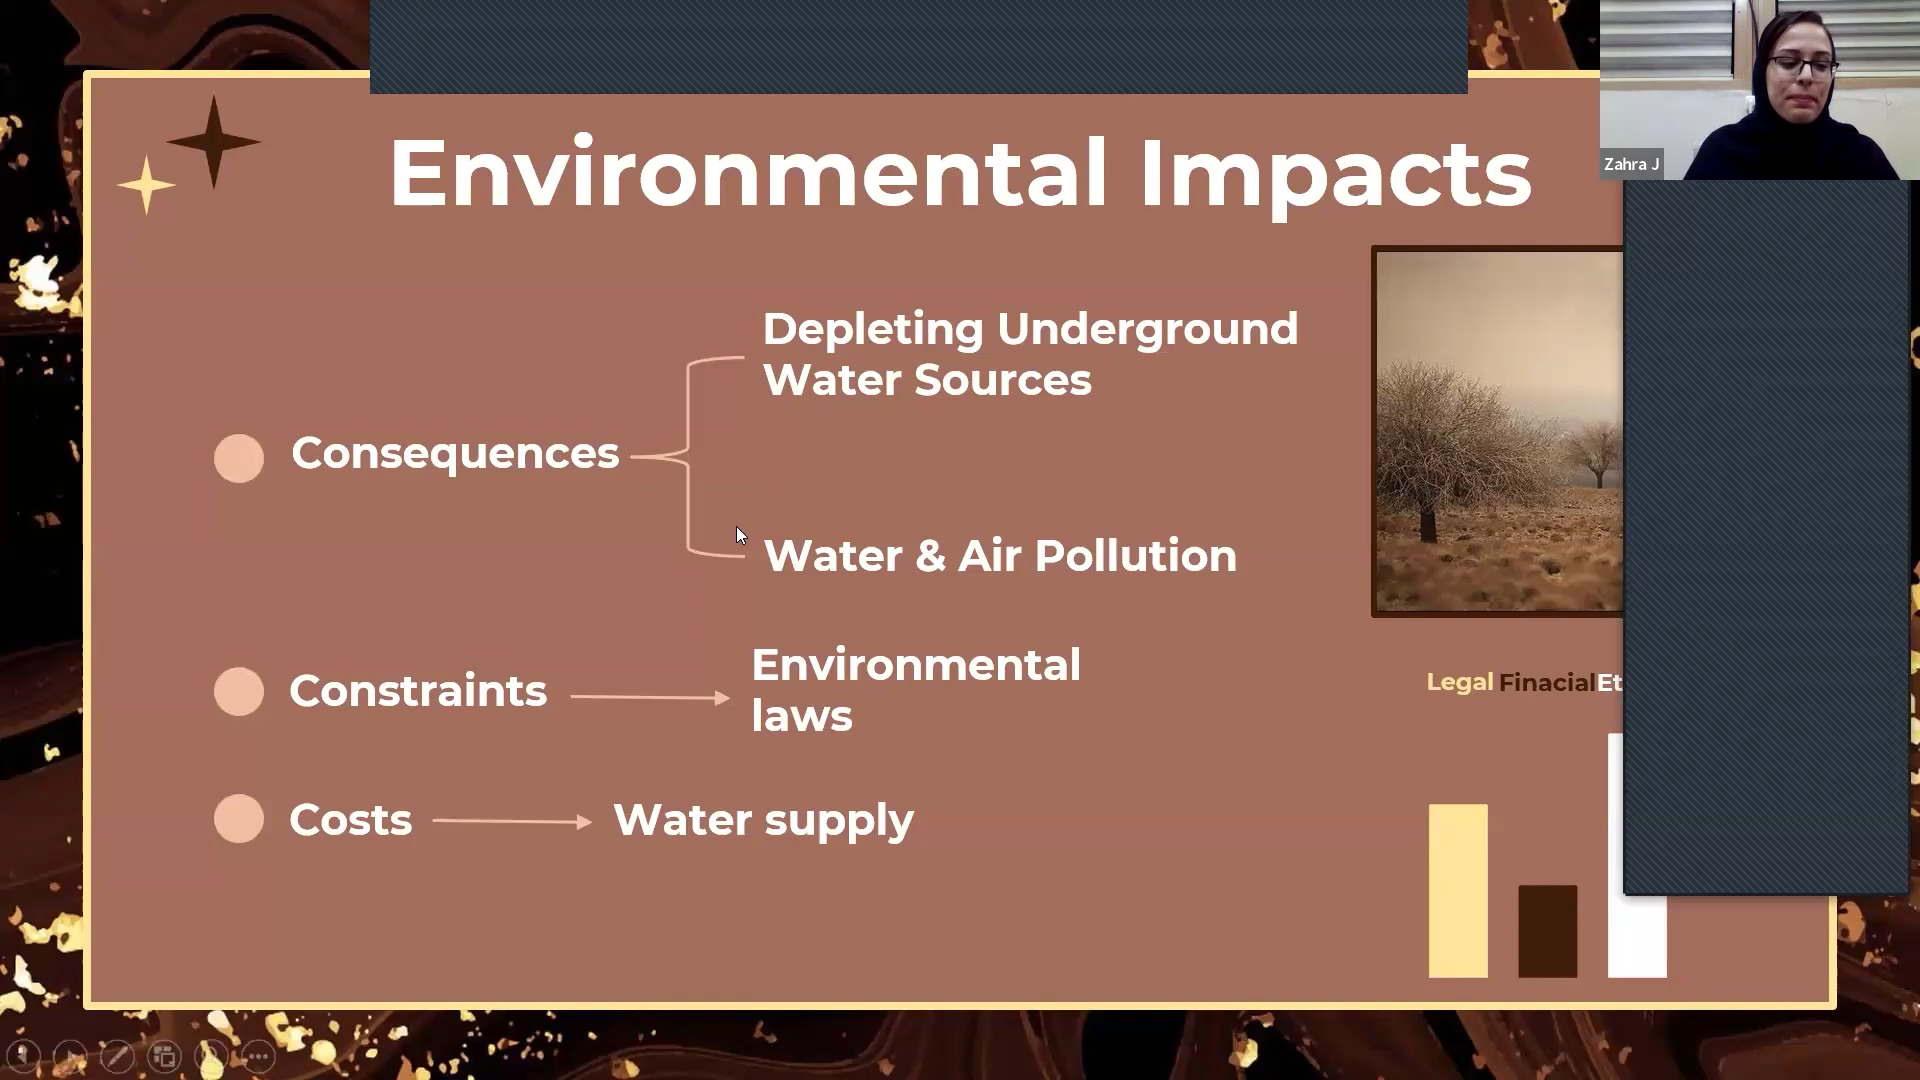 Environmental Impacts
Zahra J
Depleting Underground
Water Sources
Consequences
Water & Air Pollution
Constraints
Environmental
laws
Costs
Water supply
Legal Finacial Et